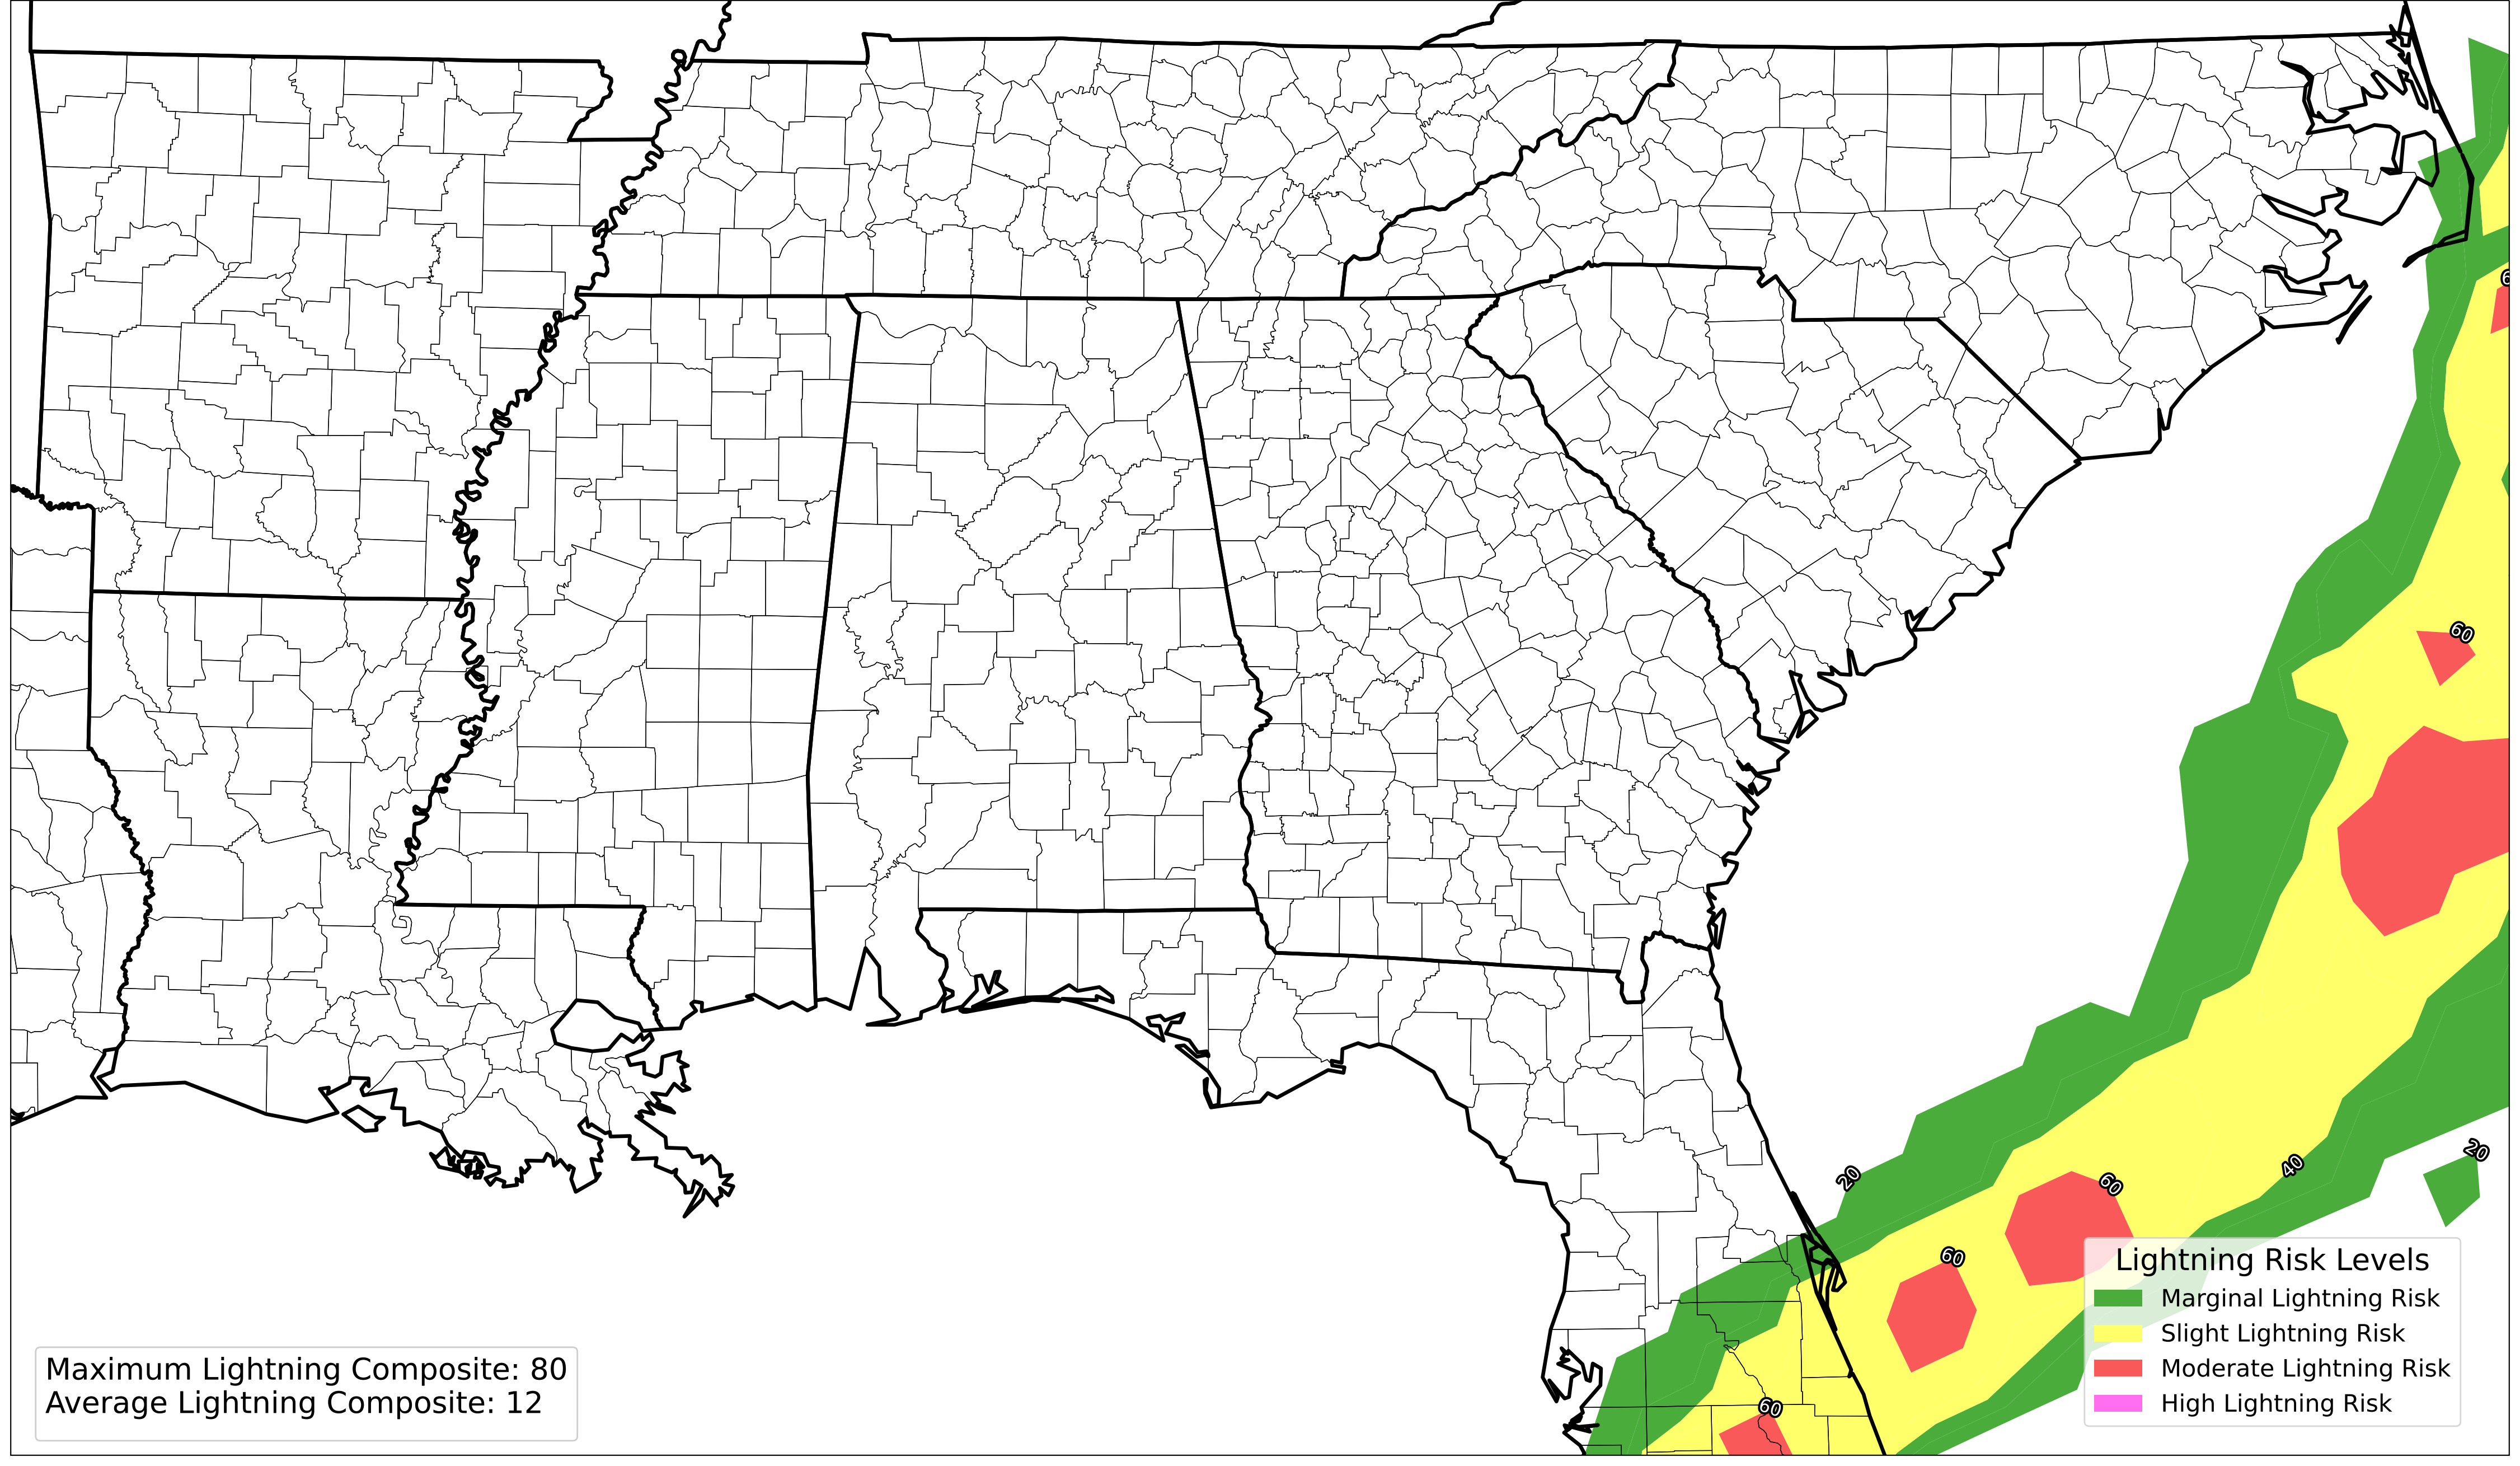 60
20
20
40
60
60
60
Lightning Risk Levels
Marginal Lightning Risk
Slight Lightning Risk
Moderate Lightning Risk
High Lightning Risk
Maximum Lightning Composite: 80
Average Lightning Composite: 12